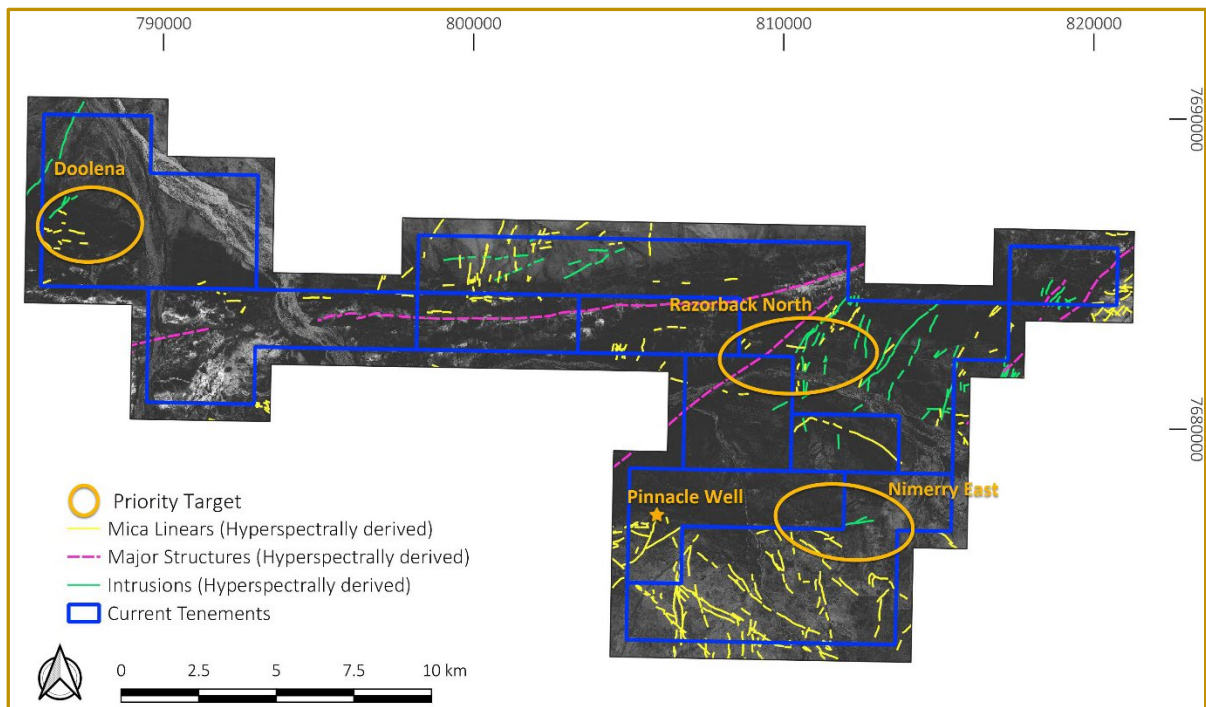 790000
800000
810000
820000
7690000
Doolena
Razorback North
7680000
Pinnacle Well
Nimerry East
Priority Target
Mica Linears (Hyperspectrally derived)
Major Structures (Hyperspectrally derived)
Intrusions (Hyperspectrally derived)
Current Tenements
0
2.5
5
7.5
10 km